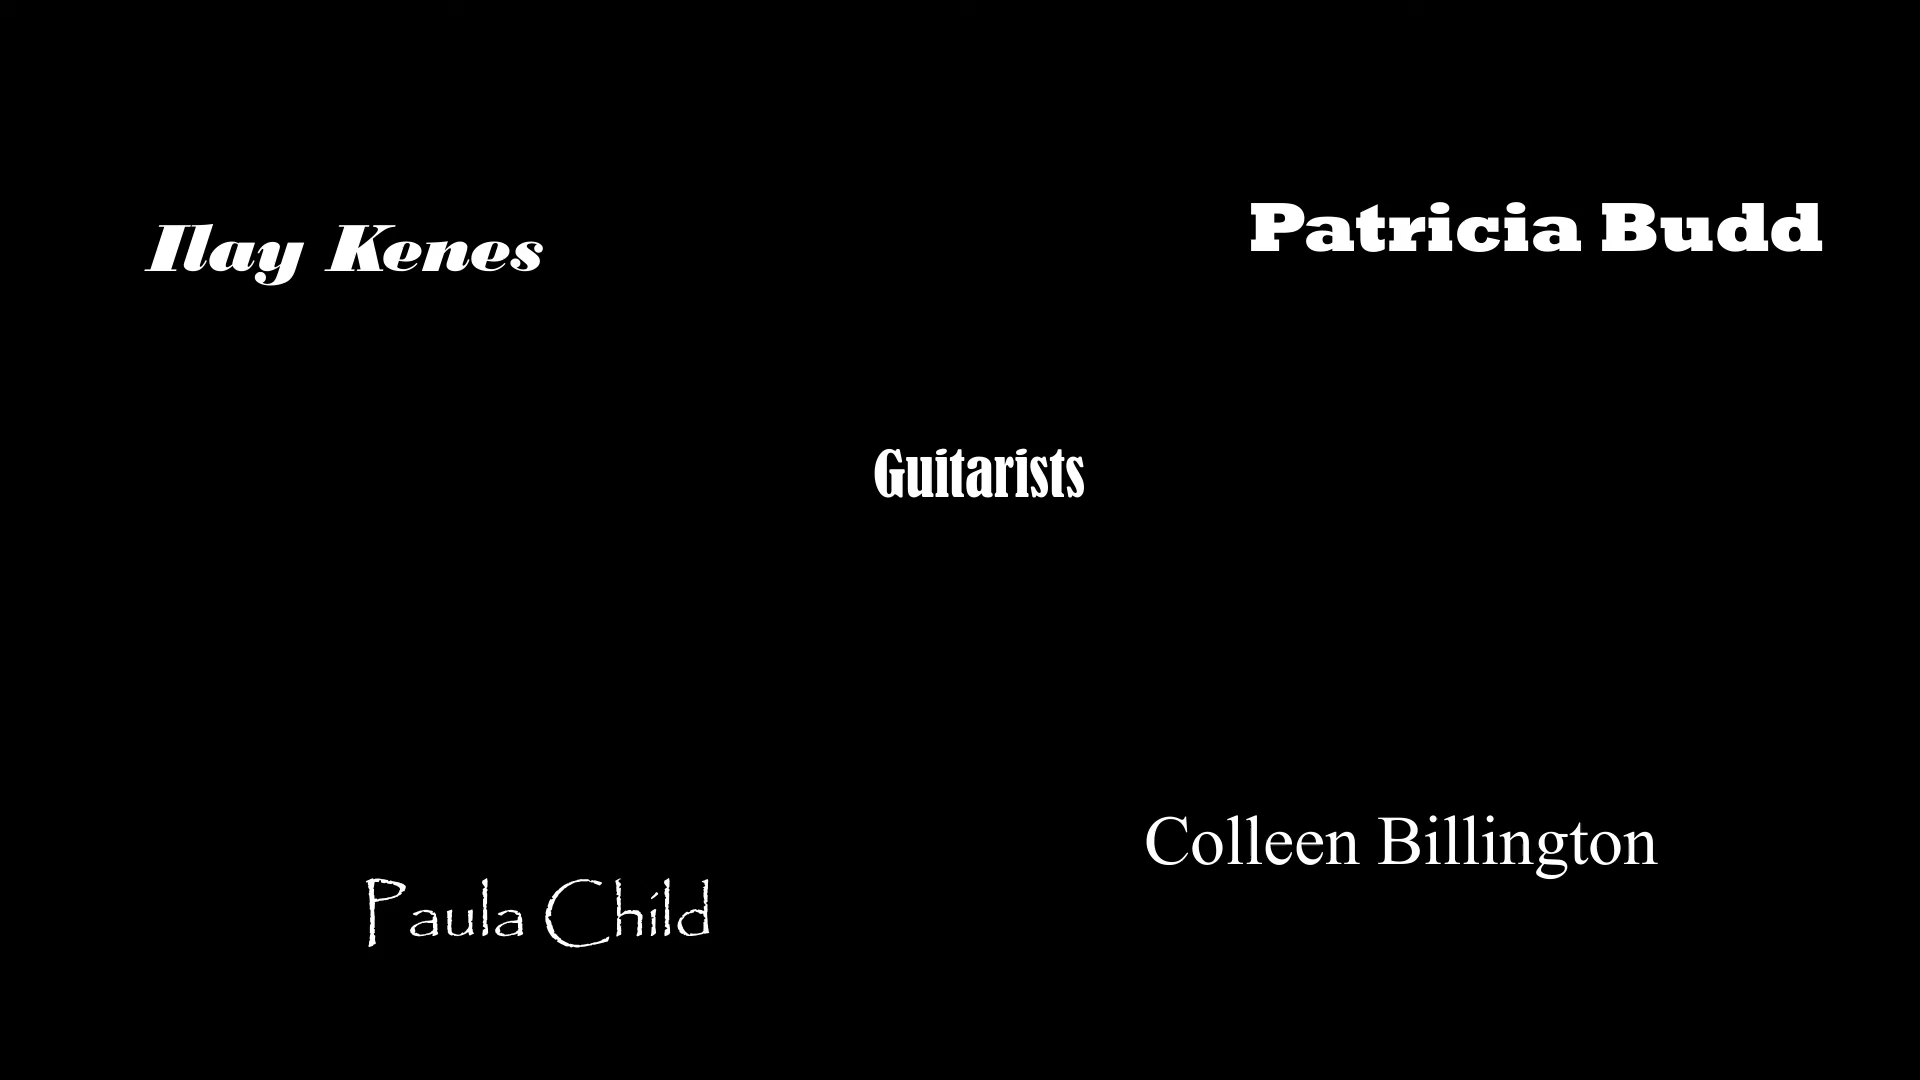 Ilay Kenes
Patricia Budd
Guitarists
Colleen Billington
Paula Child